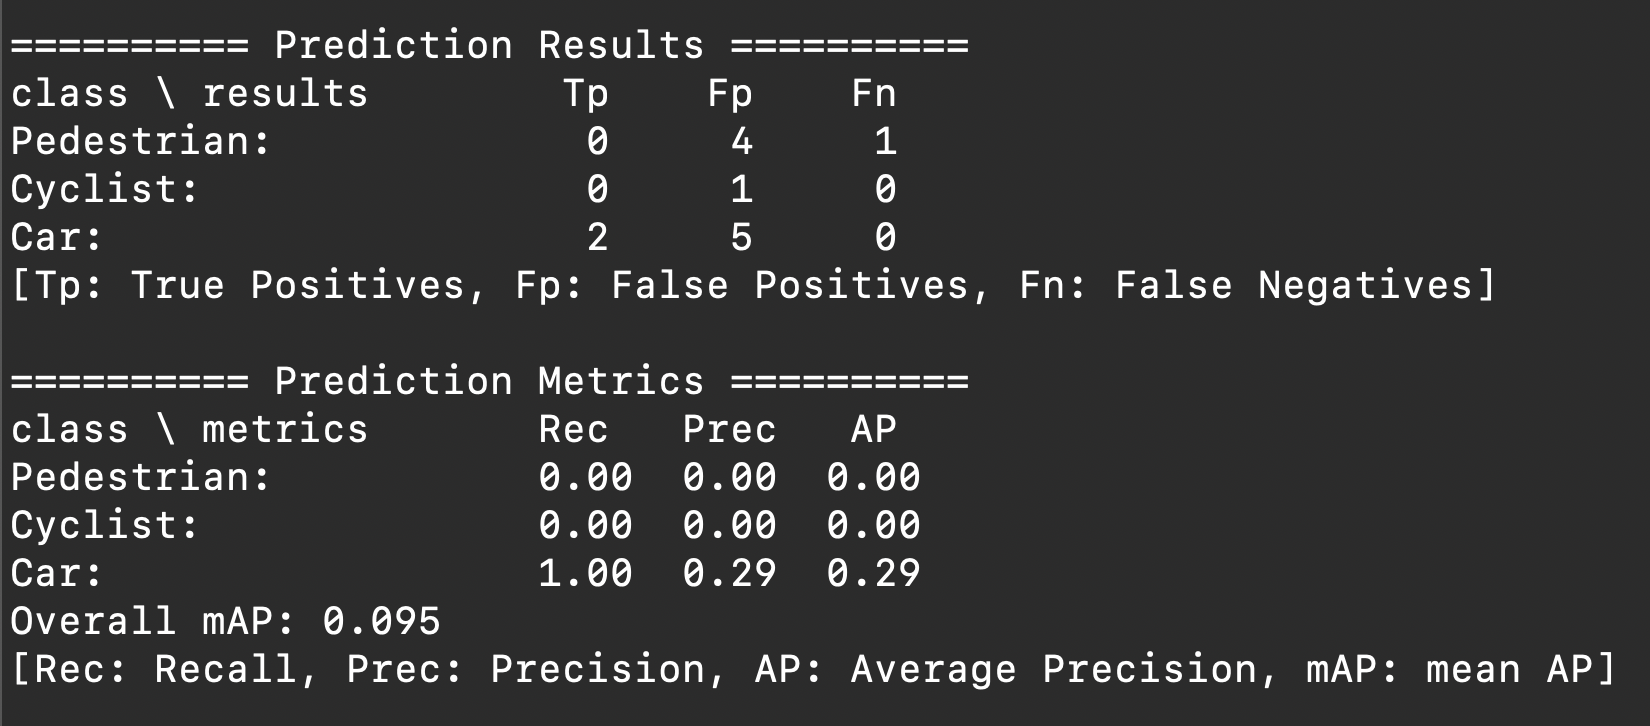 ========== Prediction Results ==========
class \ results        Tp    Fp    Fn
Pedestrian:             0     4     1
Cyclist:                0     1     0
Car:                    2     5     0
[Tp: True Positives, Fp: False Positives, Fn: False Negatives]
========== Prediction Metrics ==========
class \ metrics       Rec   Prec   AP
Pedestrian:           0.00  0.00  0.00
Cyclist:              0.00  0.00  0.00
Car:                  1.00  0.29  0.29
Overall mAP: 0.095
[Rec: Recall, Prec: Precision, AP: Average Precision, mAP: mean AP]